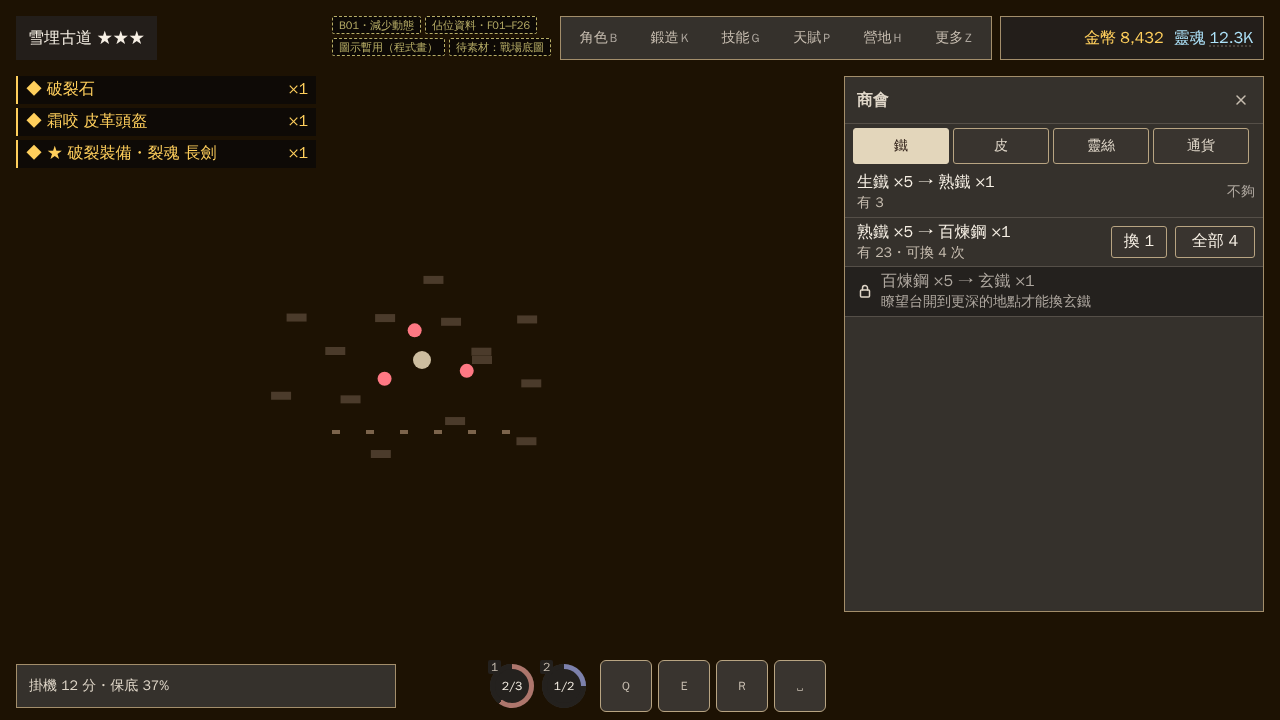 雪埋古道 ★★★
B01・減少動態
佔位資料・F01–F26
圖示暫用（程式畫）
待素材：戰場底圖
角色B
鍛造K
技能G
天賦P
營地H
更多Z
金幣 8,432 靈魂 12.3K
◆ 破裂石 ×1
◆ 霜咬 皮革頭盔 ×1
◆ ★ 破裂裝備・裂魂 長劍 ×1
商會 ×
鐵
皮
靈絲
通貨
生鐵 ×5 → 熟鐵 ×1
有 3
不夠
熟鐵 ×5 → 百煉鋼 ×1
有 23・可換 4 次
換 1
全部 4
百煉鋼 ×5 → 玄鐵 ×1
瞭望台開到更深的地點才能換玄鐵
掛機 12 分・保底 37%
1
2/3
2
1/2
Q
E
R
⎵